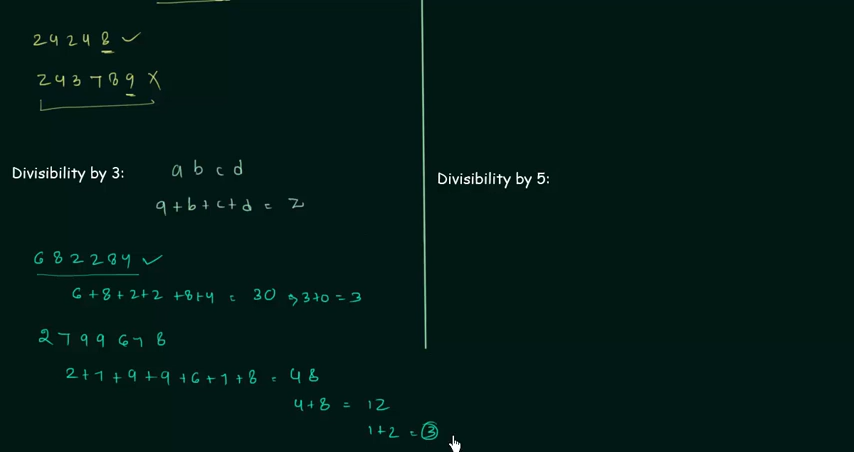 24248 ✓
243789 X
Divisibility by 3:
a b c d
a+b+c+d = z
682284 ✓
6+8+2+2+8+4 = 30 , 3+0=3
2799678
2+7+9+9+6+7+8 = 48
4+8 = 12
1+2 = 3
Divisibility by 5: